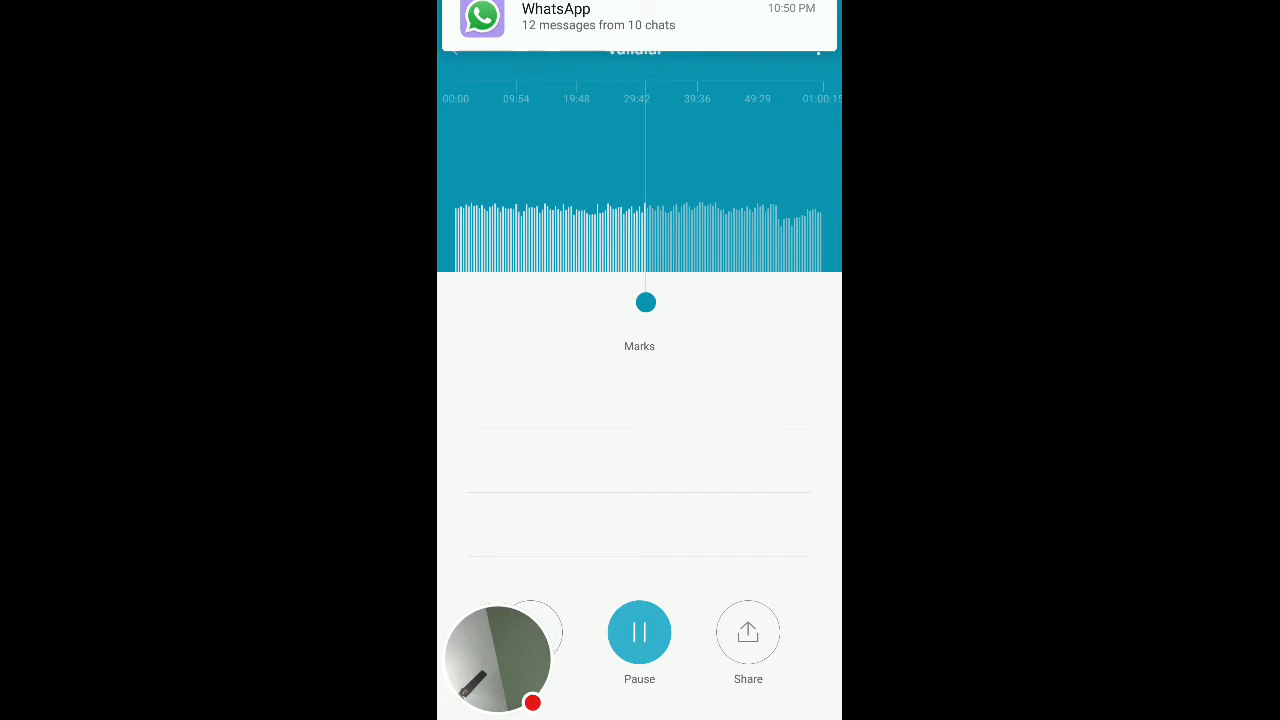 WhatsApp 10:50 PM
12 messages from 10 chats
00:00 09:54 19:48 29:42 39:36 49:29 01:00:15
Marks
Pause Share